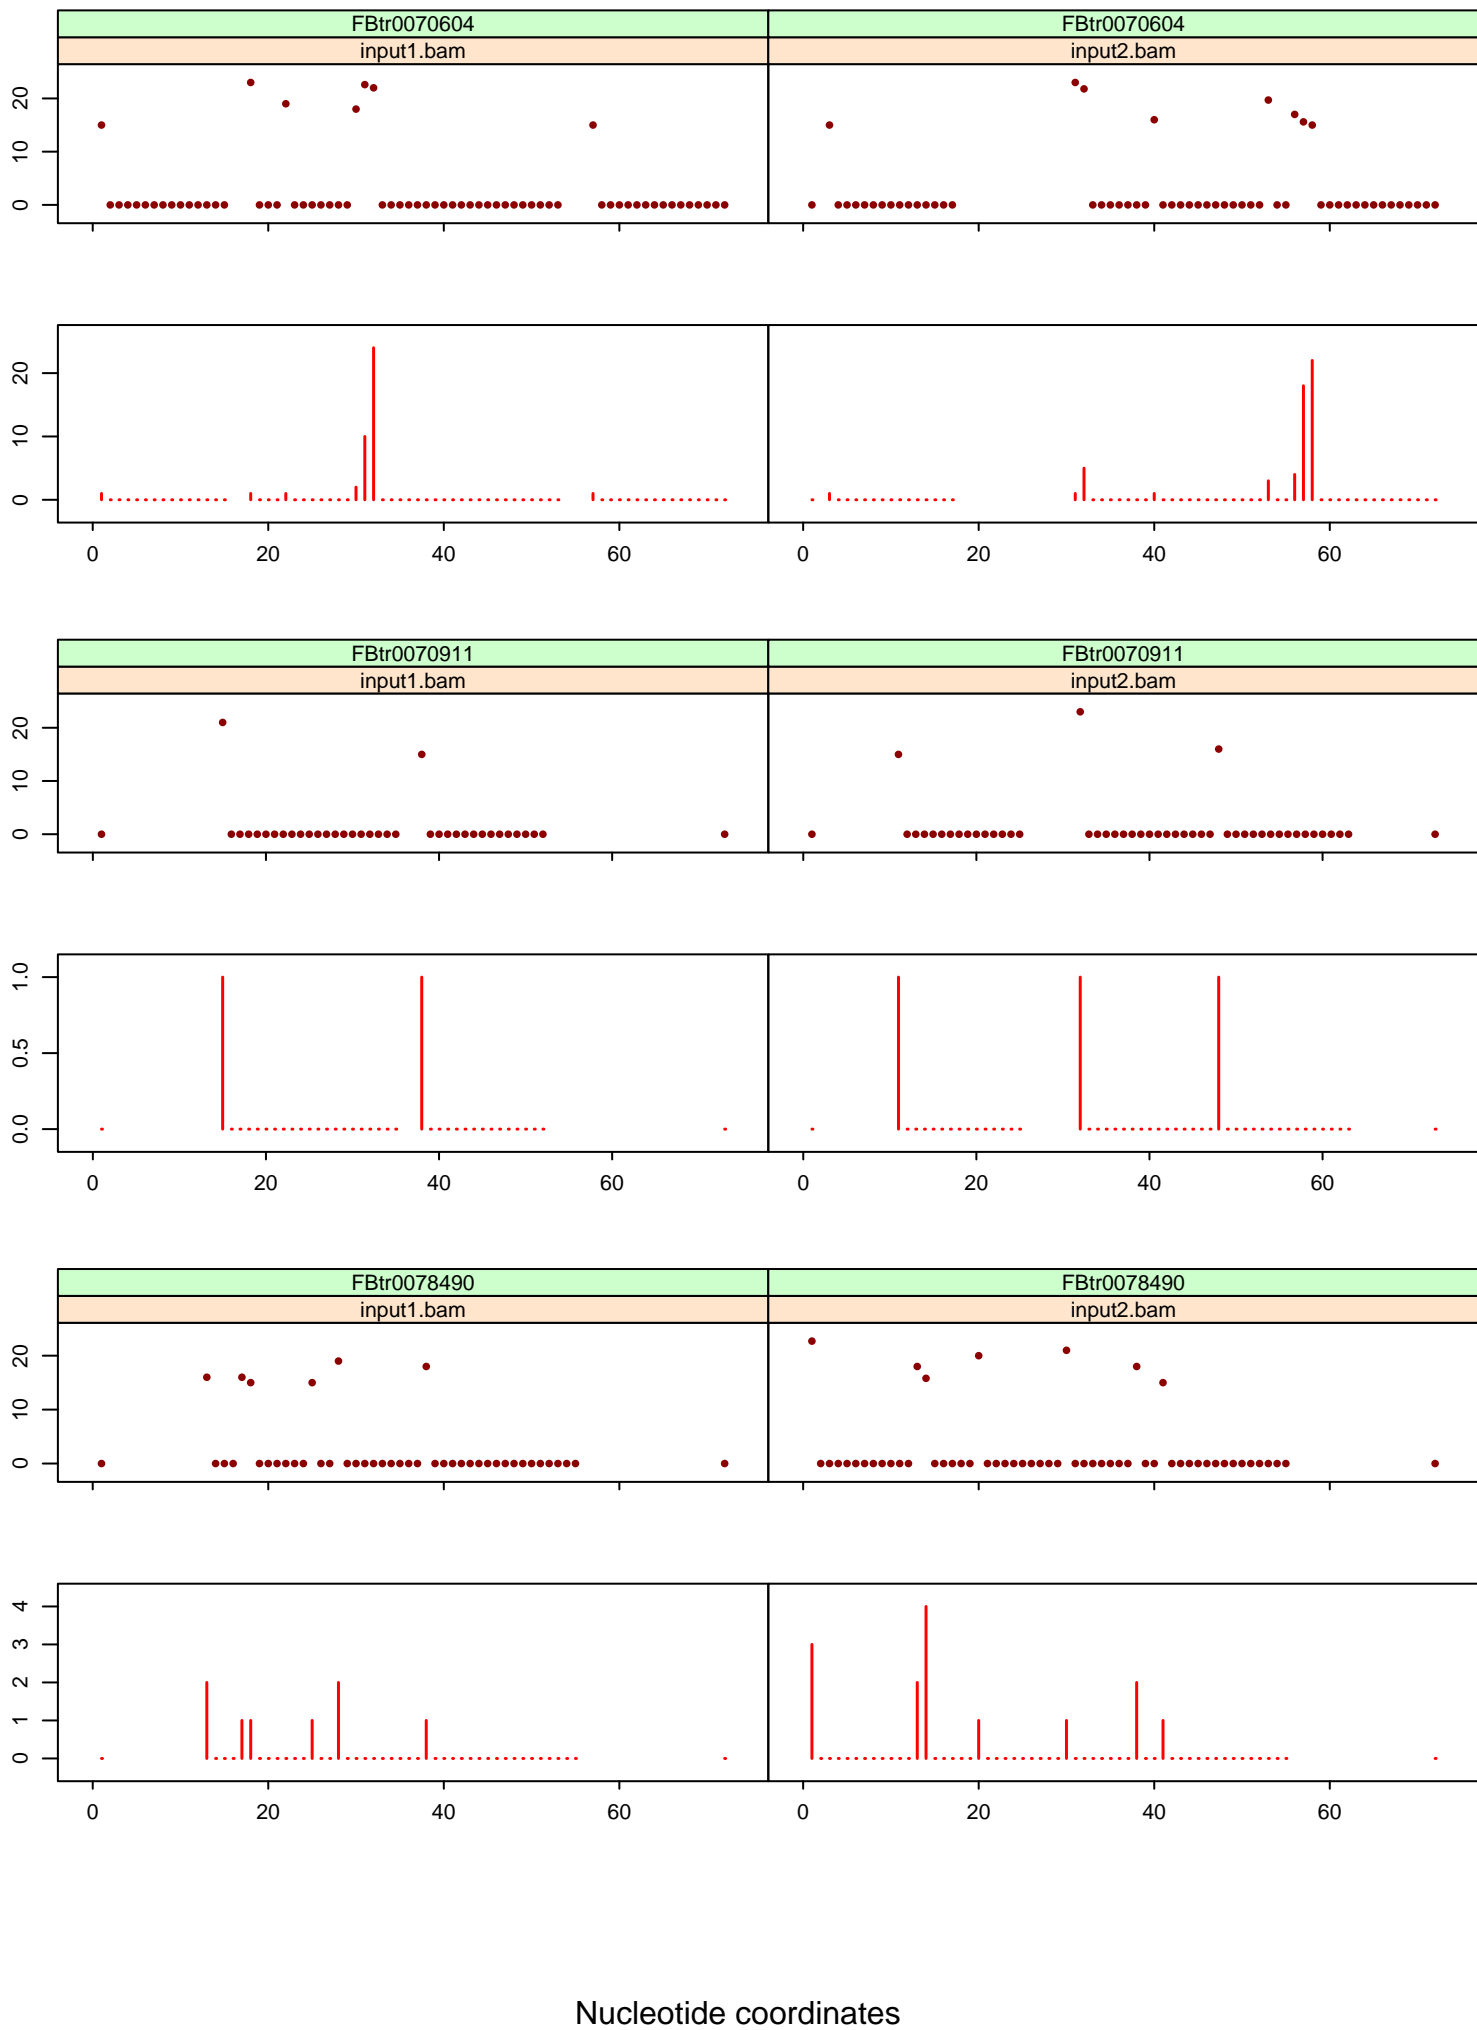 FBtr0070604 FBtr0070604
input1.bam input2.bam
20
10
0
20
10
0
0 20 40 60 0 20 40 60
FBtr0070911 FBtr0070911
input1.bam input2.bam
20
10
0
1.0
0.5
0.0
0 20 40 60 0 20 40 60
FBtr0078490 FBtr0078490
input1.bam input2.bam
20
10
0
4
3
2
1
0
0 20 40 60 0 20 40 60
Nucleotide coordinates